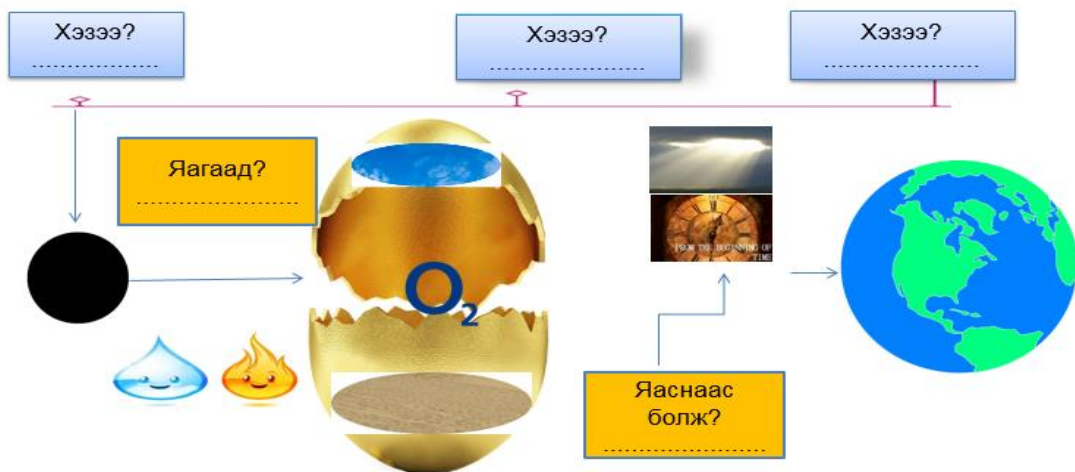 Хэзээ?
................
Хэзээ?
................
Хэзээ?
................
Яагаад?
......................
O₂
FROM THE BEGINNING OF
TIME
Яаснаас
болж?
......................